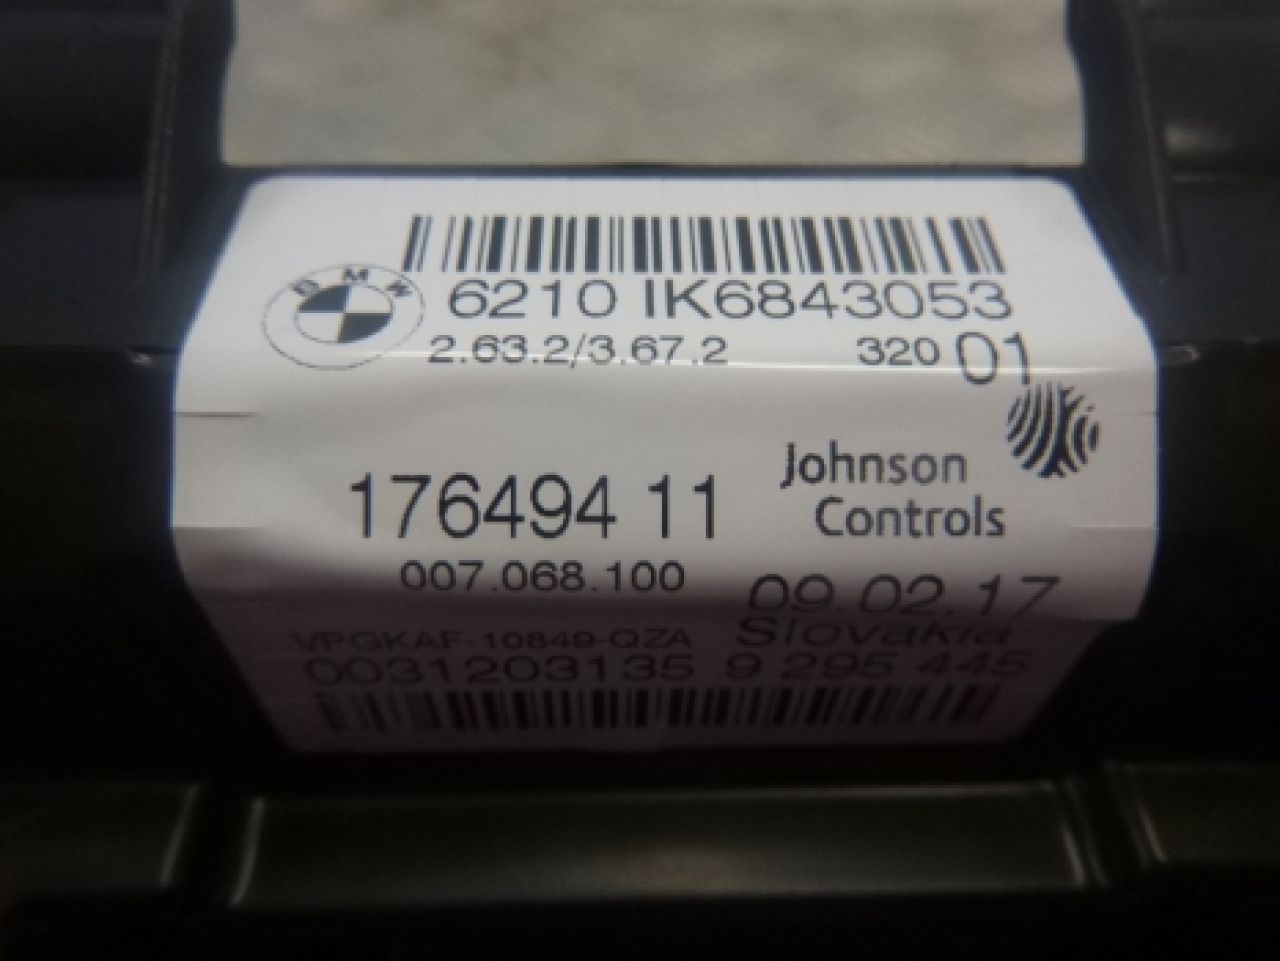 BMW
6210 IK6843053
2.63.2/3.67.2 320 01
Johnson
Controls
176494 11
007.068.100
09.02.17
Slovakia
VPGKAF-10849-QZA
0031203135 9 295 445